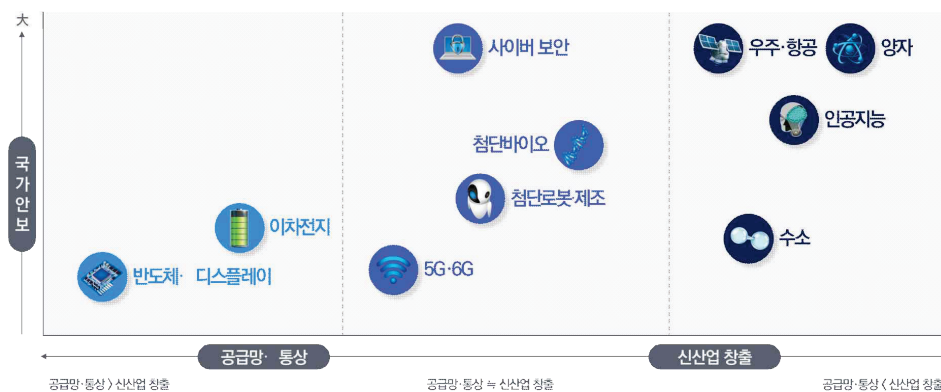 大
사이버 보안
우주·항공
양자
인공지능
첨단바이오
첨단로봇·제조
국가안보
이차전지
수소
반도체· 디스플레이
5G·6G
공급망· 통상
신산업 창출
공급망·통상 > 신산업 창출
공급망·통상 ≒ 신산업 창출
공급망·통상 < 신산업 창출